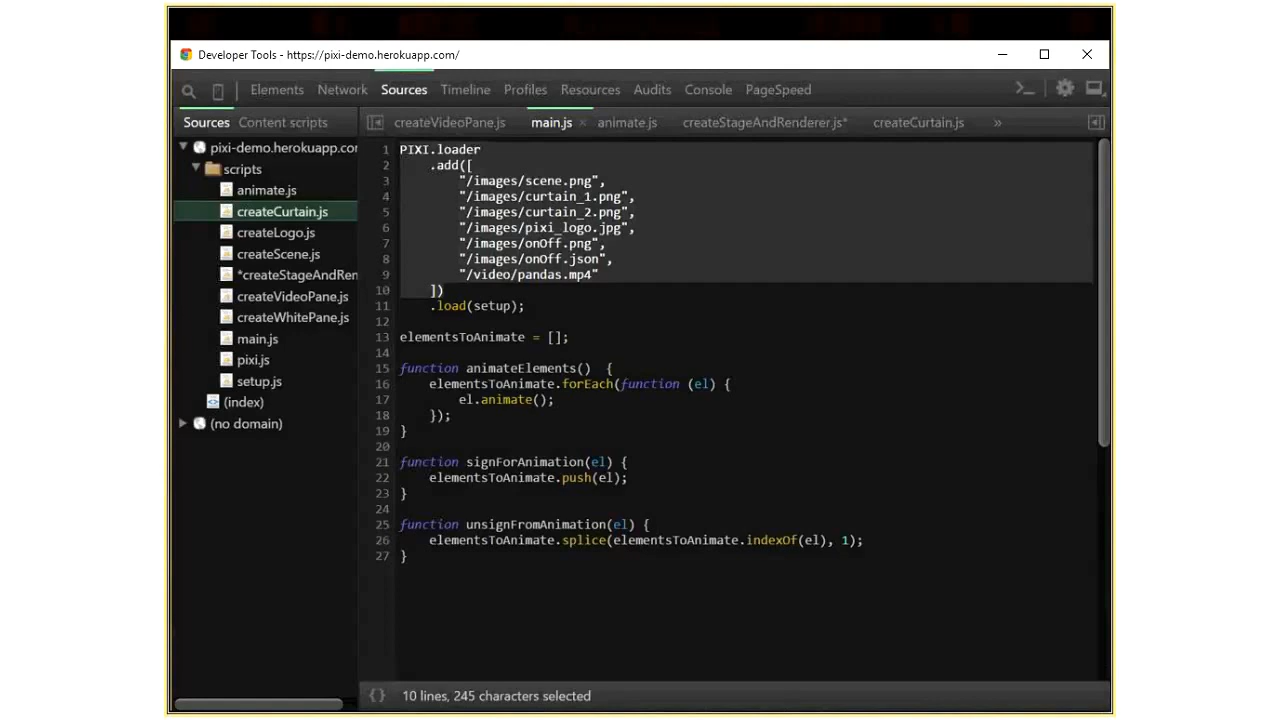 Developer Tools - https://pixi-demo.herokuapp.com/
Elements Network Sources Timeline Profiles Resources Audits Console PageSpeed
Sources Content scripts
createVideoPane.js main.js × animate.js createStageAndRenderer.js* createCurtain.js »
pixi-demo.herokuapp.com
scripts
animate.js
createCurtain.js
createLogo.js
createScene.js
*createStageAndRen
createVideoPane.js
createWhitePane.js
main.js
pixi.js
setup.js
(index)
(no domain)
1 PIXI.loader
2 .add([
3 "/images/scene.png",
4 "/images/curtain_1.png",
5 "/images/curtain_2.png",
6 "/images/pixi_logo.jpg",
7 "/images/onOff.png",
8 "/images/onOff.json",
9 "/video/pandas.mp4"
10 ])
11 .load(setup);
12
13 elementsToAnimate = [];
14
15 function animateElements() {
16 elementsToAnimate.forEach(function (el) {
17 el.animate();
18 });
19 }
20
21 function signForAnimation(el) {
22 elementsToAnimate.push(el);
23 }
24
25 function unsignFromAnimation(el) {
26 elementsToAnimate.splice(elementsToAnimate.indexOf(el), 1);
27 }
{} 10 lines, 245 characters selected